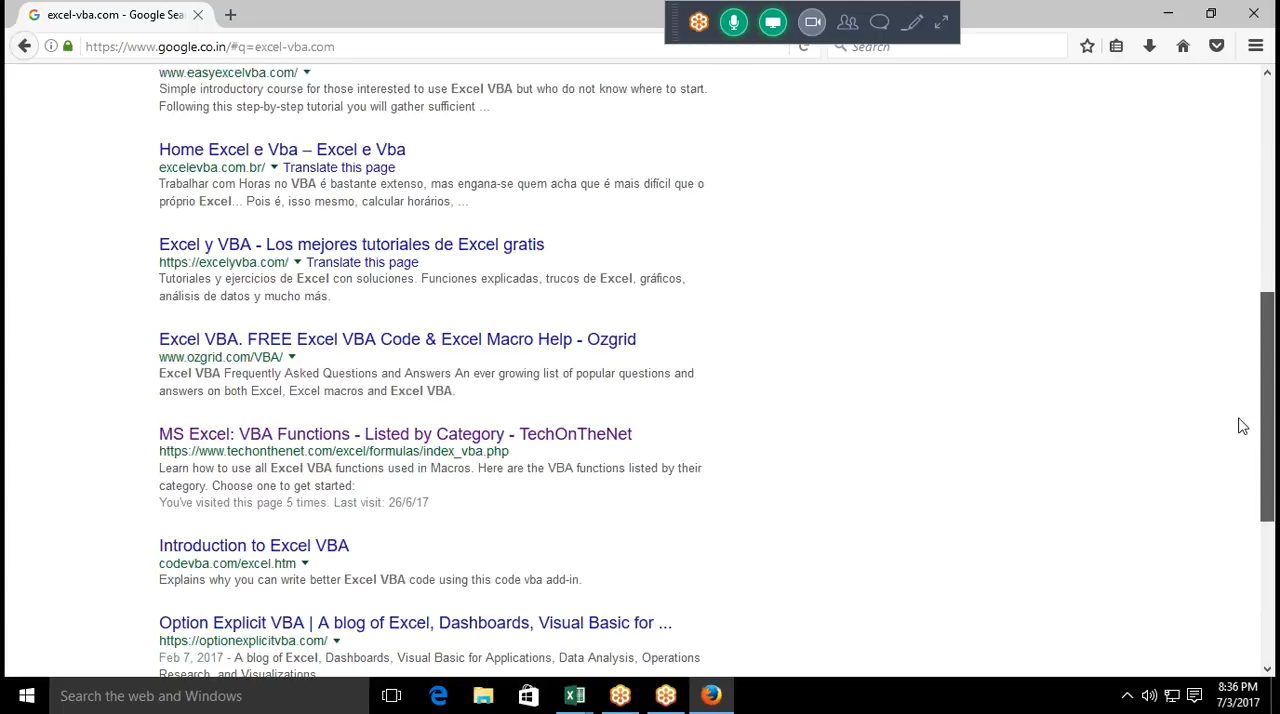 excel-vba.com - Google Sea
https://www.google.co.in/#q=excel-vba.com
Search
www.easyexcelvba.com/
Simple introductory course for those interested to use Excel VBA but who do not know where to start.
Following this step-by-step tutorial you will gather sufficient ...
Home Excel e Vba – Excel e Vba
excelevba.com.br/ Translate this page
Trabalhar com Horas no VBA é bastante extenso, mas engana-se quem acha que é mais difícil que o
próprio Excel... Pois é, isso mesmo, calcular horários, ...
Excel y VBA - Los mejores tutoriales de Excel gratis
https://excelyvba.com/ Translate this page
Tutoriales y ejercicios de Excel con soluciones. Funciones explicadas, trucos de Excel, gráficos,
análisis de datos y mucho más.
Excel VBA. FREE Excel VBA Code & Excel Macro Help - Ozgrid
www.ozgrid.com/VBA/
Excel VBA Frequently Asked Questions and Answers An ever growing list of popular questions and
answers on both Excel, Excel macros and Excel VBA.
MS Excel: VBA Functions - Listed by Category - TechOnTheNet
https://www.techonthenet.com/excel/formulas/index_vba.php
Learn how to use all Excel VBA functions used in Macros. Here are the VBA functions listed by their
category. Choose one to get started:
You've visited this page 5 times. Last visit: 26/6/17
Introduction to Excel VBA
codevba.com/excel.htm
Explains why you can write better Excel VBA code using this code vba add-in.
Option Explicit VBA | A blog of Excel, Dashboards, Visual Basic for ...
https://optionexplicitvba.com/
Feb 7, 2017 - A blog of Excel, Dashboards, Visual Basic for Applications, Data Analysis, Operations
Research, and Visualizations
Search the web and Windows
8:36 PM
7/3/2017